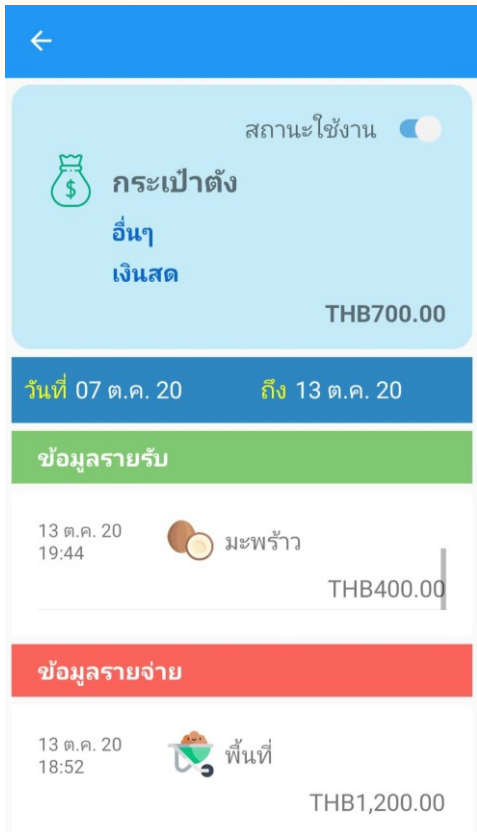 สถานะใช้งาน
$
กระเป๋าตัง
อื่นๆ
เงินสด
THB700.00
วันที่ 07 ต.ค. 20 ถึง 13 ต.ค. 20
ข้อมูลรายรับ
13 ต.ค. 20
19:44
มะพร้าว
THB400.00
ข้อมูลรายจ่าย
13 ต.ค. 20
18:52
พื้นที่
THB1,200.00